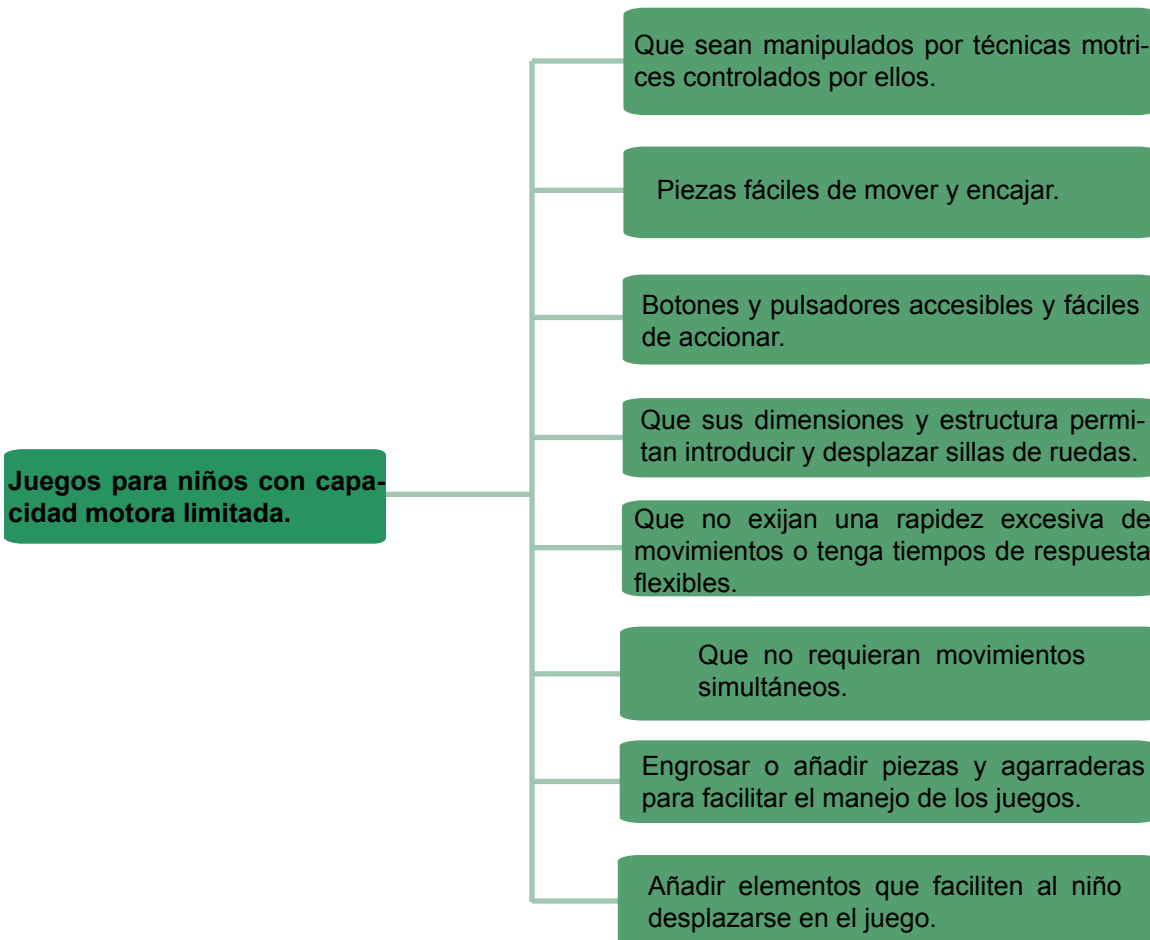 Que sean manipulados por técnicas motri-
ces controlados por ellos.
Piezas fáciles de mover y encajar.
Botones y pulsadores accesibles y fáciles
de accionar.
Que sus dimensiones y estructura permi-
tan introducir y desplazar sillas de ruedas.
Juegos para niños con capa-
cidad motora limitada.
Que no exijan una rapidez excesiva de
movimientos o tenga tiempos de respuesta
flexibles.
Que no requieran movimientos
simultáneos.
Engrosar o añadir piezas y agarraderas
para facilitar el manejo de los juegos.
Añadir elementos que faciliten al niño
desplazarse en el juego.